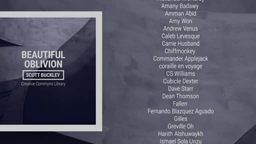 BEAUTIFUL
OBLIVION
SCOTT BUCKLEY
Creative Commons Library
Amany Badawy
Amman Abid
Amy Won
Andrew Venus
Caleb Levesque
Carrie Husband
Chiffmonkey
Commander Applejack
coraille en voyage
CS Williams
Cubicle Dexter
Dave Starr
Dean Thomson
Fallen
Fernando Blazquez Aguado
Gilles
Greville Oh
Harith Alshuwaykh
Ismael Sola Unzu